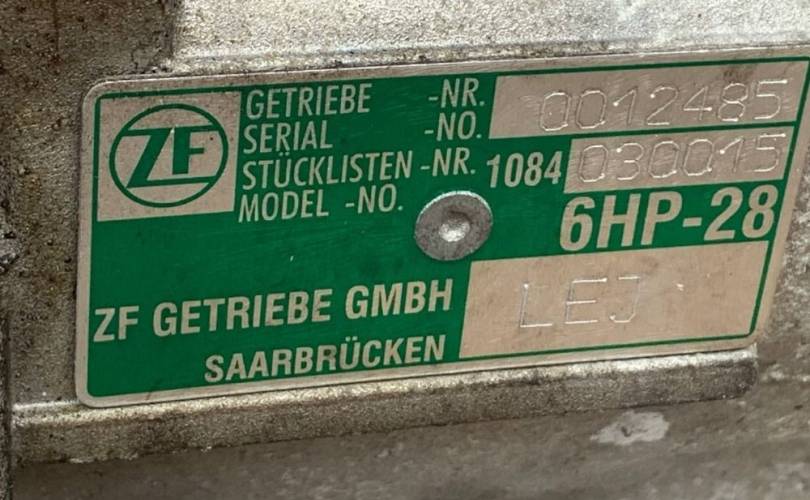 ZF
GETRIEBE -NR. 0012485
SERIAL -NO.
STÜCKLISTEN -NR. 1084 030015
MODEL -NO.
6HP-28
ZF GETRIEBE GMBH LEJ
SAARBRÜCKEN